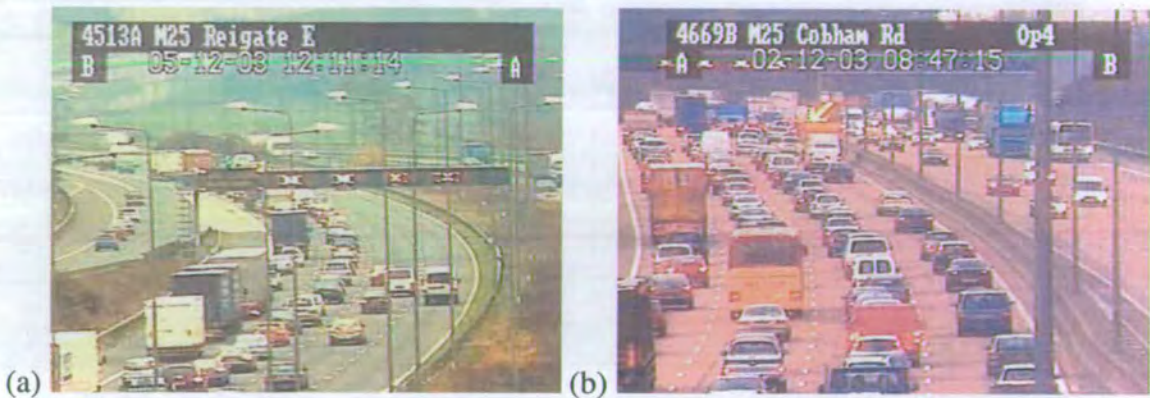 4513A M25 Reigate E
B 05-12-03 12:11:14 A
(a)
4669B M25 Cobham Rd Op4
A 02-12-03 08:47:15 B
(b)